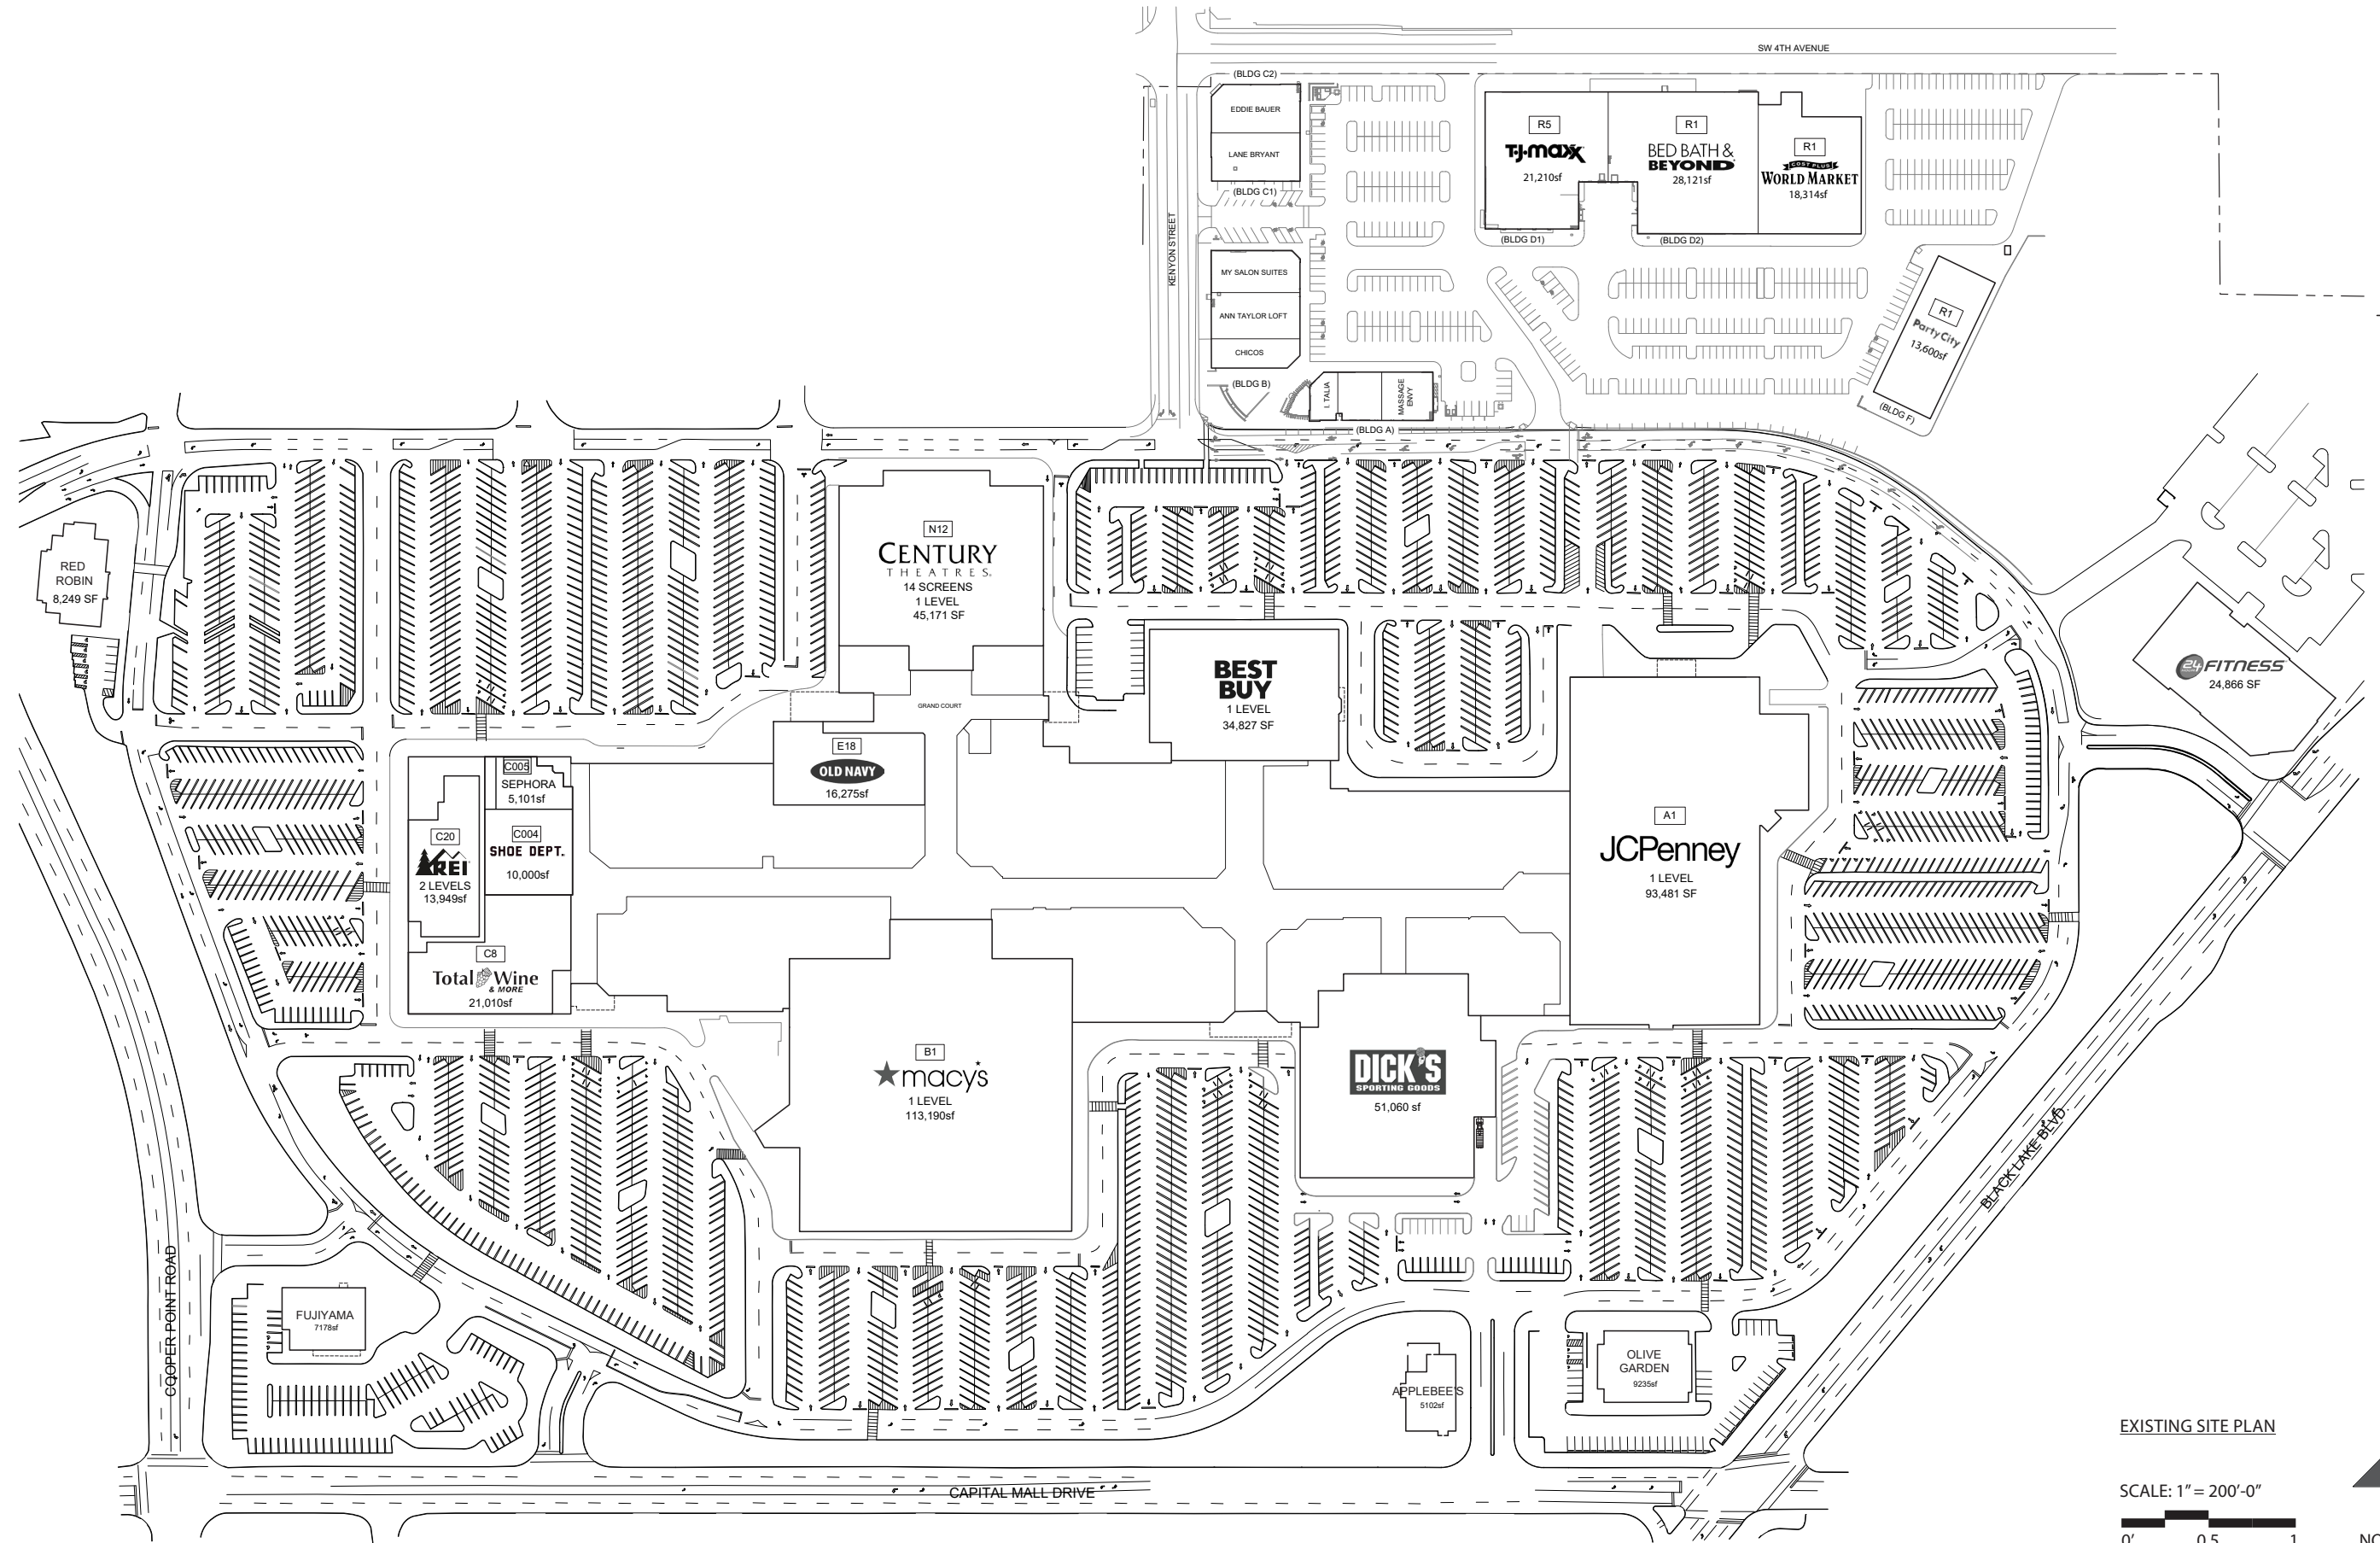 SW 4TH AVENUE
(BLDG C2)
EDDIE BAUER
LANE BRYANT
(BLDG C1)
KENYON STREET
MY SALON SUITES
ANN TAYLOR LOFT
CHICOS
(BLDG B)
I. TALIA
MASSAGE
ENVY
(BLDG A)
R5
T·J·maxx
21,210sf
(BLDG D1)
R1
BED BATH &
BEYOND
28,121sf
(BLDG D2)
R1
COST PLUS
WORLD MARKET
18,314sf
R1
Party City
13,600sf
(BLDG F)
RED
ROBIN
8,249 SF
N12
CENTURY
THEATRES
14 SCREENS
1 LEVEL
45,171 SF
GRAND COURT
BEST
BUY
1 LEVEL
34,827 SF
24 FITNESS
24,866 SF
E18
OLD NAVY
16,275sf
C005
SEPHORA
5,101sf
C004
SHOE DEPT.
10,000sf
C20
REI
2 LEVELS
13,949sf
C8
Total Wine
& MORE
21,010sf
A1
JCPenney
1 LEVEL
93,481 SF
B1
macy's
1 LEVEL
113,190sf
DICK'S
SPORTING GOODS
51,060 sf
BLACK LAKE BLVD.
COOPER POINT ROAD
FUJIYAMA
7178sf
APPLEBEE'S
5102sf
OLIVE
GARDEN
9235sf
CAPITAL MALL DRIVE
EXISTING SITE PLAN
SCALE: 1" = 200'-0"
0' 0.5 1